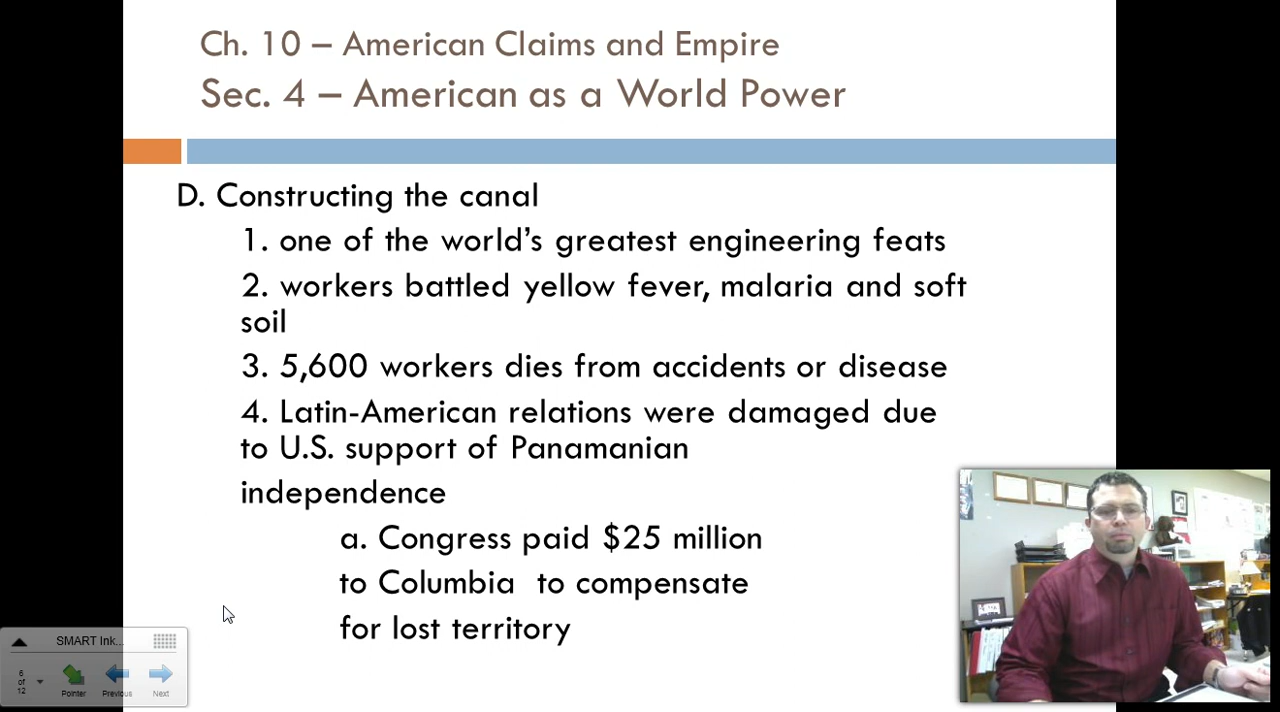 Ch. 10 – American Claims and Empire
Sec. 4 – American as a World Power
D. Constructing the canal
1. one of the world's greatest engineering feats
2. workers battled yellow fever, malaria and soft
soil
3. 5,600 workers dies from accidents or disease
4. Latin-American relations were damaged due
to U.S. support of Panamanian
independence
a. Congress paid $25 million
to Columbia to compensate
for lost territory
SMART Ink...
6
of
12
Pointer
Previous
Next